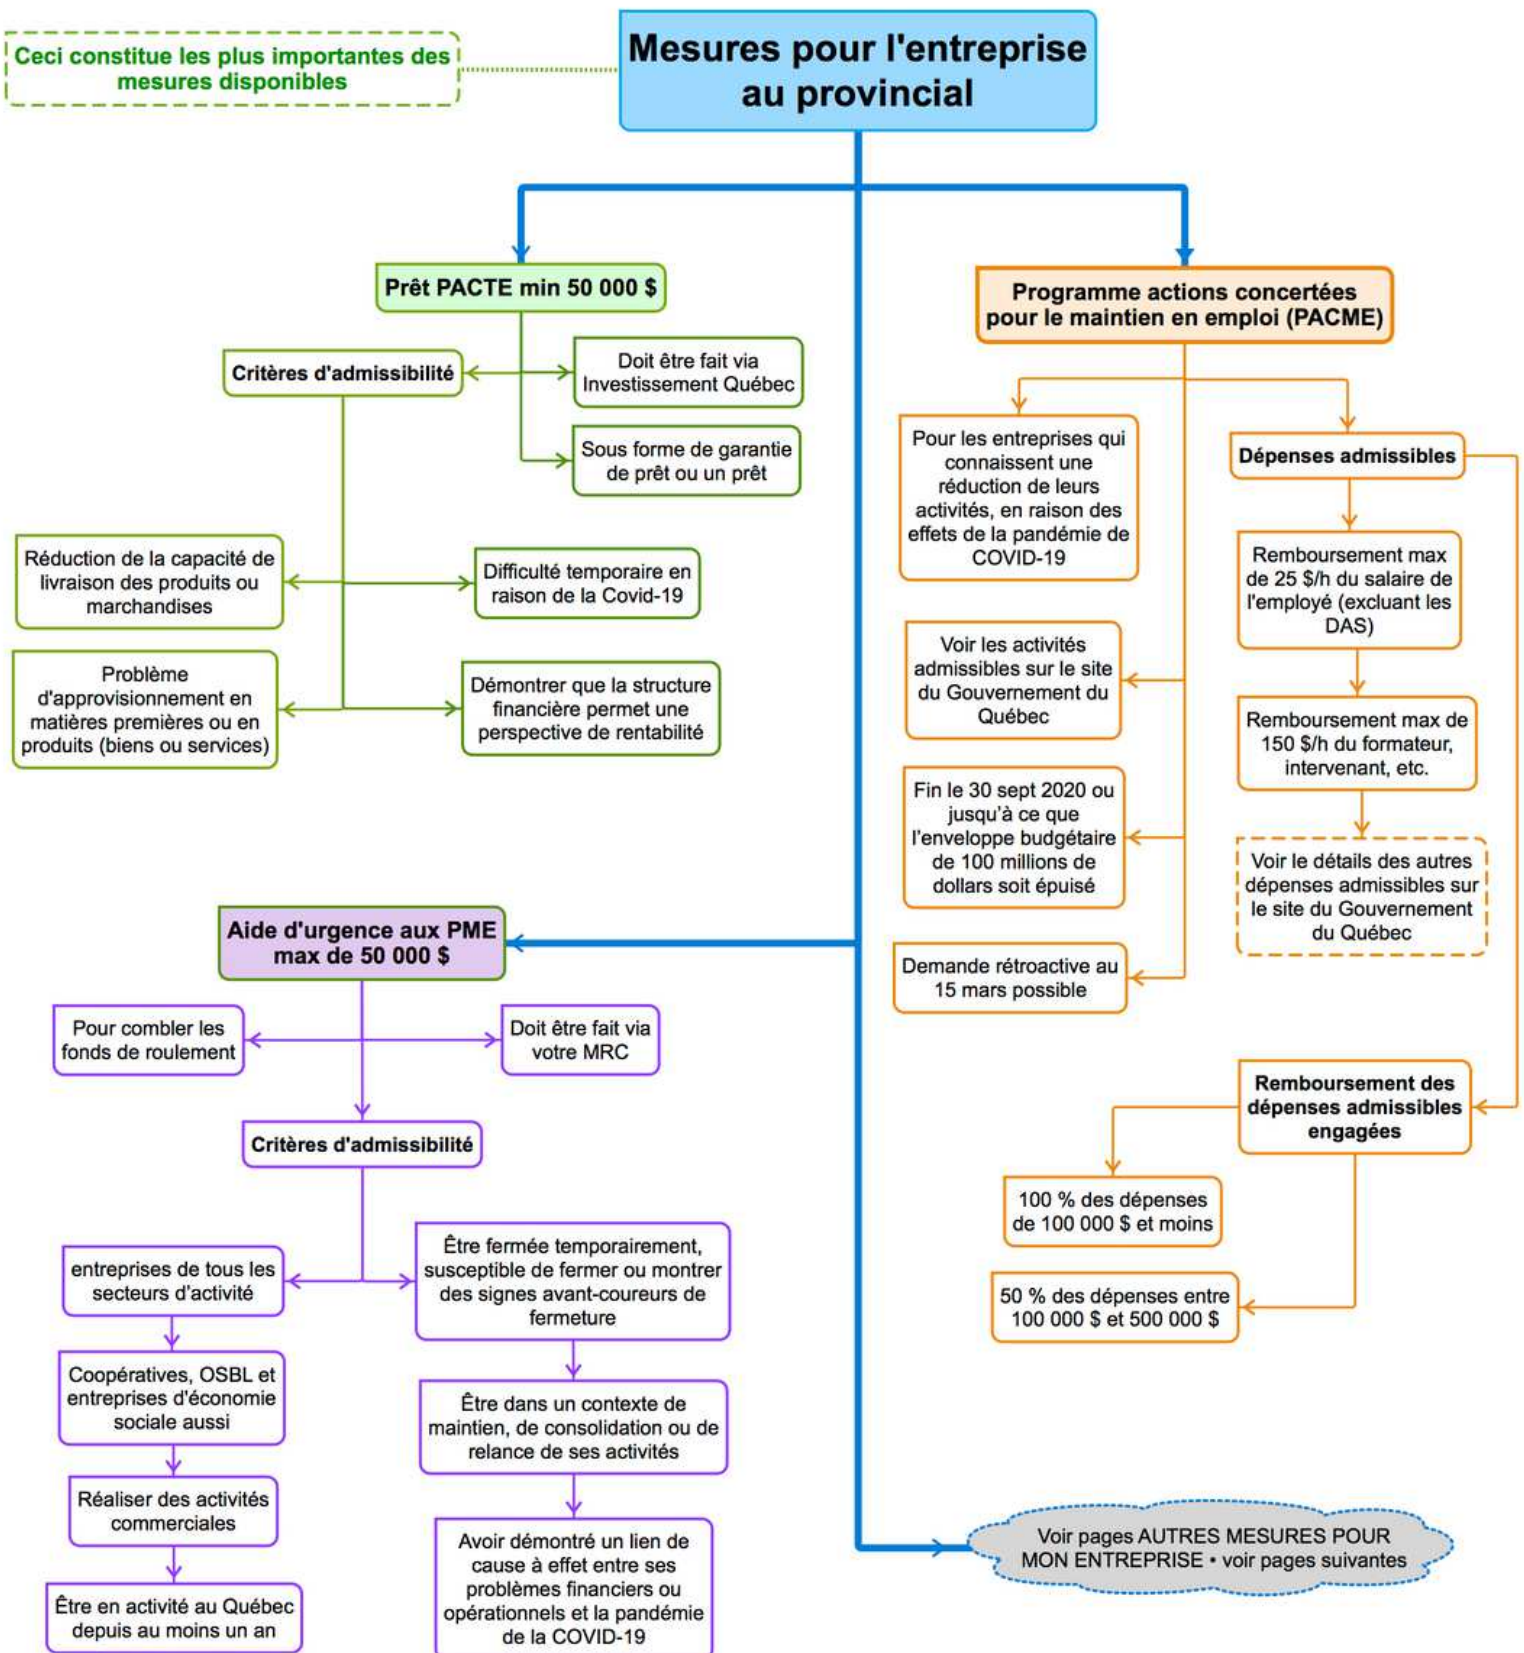 Ceci constitue les plus importantes des
mesures disponibles
Mesures pour l'entreprise
au provincial
Prêt PACTE min 50 000 $
Critères d'admissibilité
Doit être fait via
Investissement Québec
Sous forme de garantie
de prêt ou un prêt
Réduction de la capacité de
livraison des produits ou
marchandises
Difficulté temporaire en
raison de la Covid-19
Problème
d'approvisionnement en
matières premières ou en
produits (biens ou services)
Démontrer que la structure
financière permet une
perspective de rentabilité
Programme actions concertées
pour le maintien en emploi (PACME)
Pour les entreprises qui
connaissent une
réduction de leurs
activités, en raison des
effets de la pandémie de
COVID-19
Voir les activités
admissibles sur le site
du Gouvernement du
Québec
Fin le 30 sept 2020 ou
jusqu'à ce que
l'enveloppe budgétaire
de 100 millions de
dollars soit épuisé
Demande rétroactive au
15 mars possible
Dépenses admissibles
Remboursement max
de 25 $/h du salaire de
l'employé (excluant les
DAS)
Remboursement max de
150 $/h du formateur,
intervenant, etc.
Voir le détails des autres
dépenses admissibles sur
le site du Gouvernement
du Québec
Remboursement des
dépenses admissibles
engagées
100 % des dépenses
de 100 000 $ et moins
50 % des dépenses entre
100 000 $ et 500 000 $
Aide d'urgence aux PME
max de 50 000 $
Pour combler les
fonds de roulement
Doit être fait via
votre MRC
Critères d'admissibilité
entreprises de tous les
secteurs d'activité
Coopératives, OSBL et
entreprises d'économie
sociale aussi
Réaliser des activités
commerciales
Être en activité au Québec
depuis au moins un an
Être fermée temporairement,
susceptible de fermer ou montrer
des signes avant-coureurs de
fermeture
Être dans un contexte de
maintien, de consolidation ou de
relance de ses activités
Avoir démontré un lien de
cause à effet entre ses
problèmes financiers ou
opérationnels et la pandémie
de la COVID-19
Voir pages AUTRES MESURES POUR
MON ENTREPRISE • voir pages suivantes